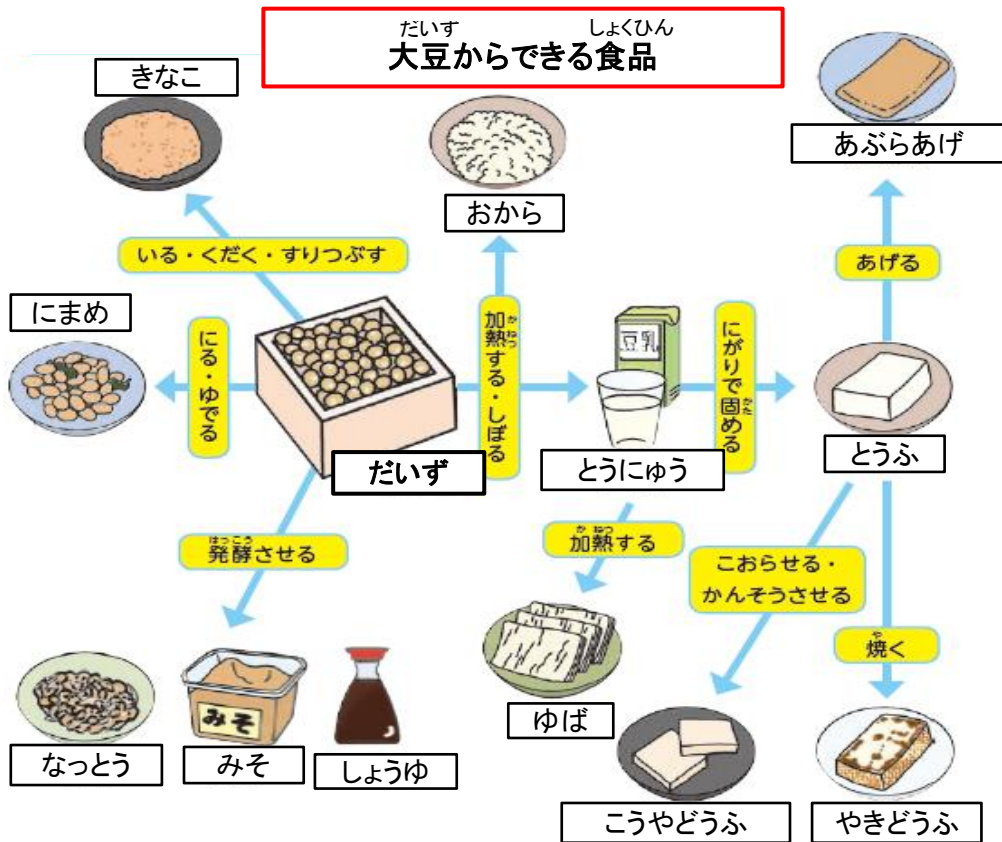 だいず しょくひん
大豆からできる食品
きなこ
おから
あぶらあげ
いる・くだく・すりつぶす
あげる
にまめ
にる・ゆでる
かねつ
加熱する・しぼる
豆乳
かた
にがりで固める
だいず
とうにゅう
とうふ
はっこう
発酵させる
かねつ
加熱する
こおらせる・
かんそうさせる
や
焼く
みそ
なっとう
みそ
しょうゆ
ゆば
こうやどうふ
やきどうふ